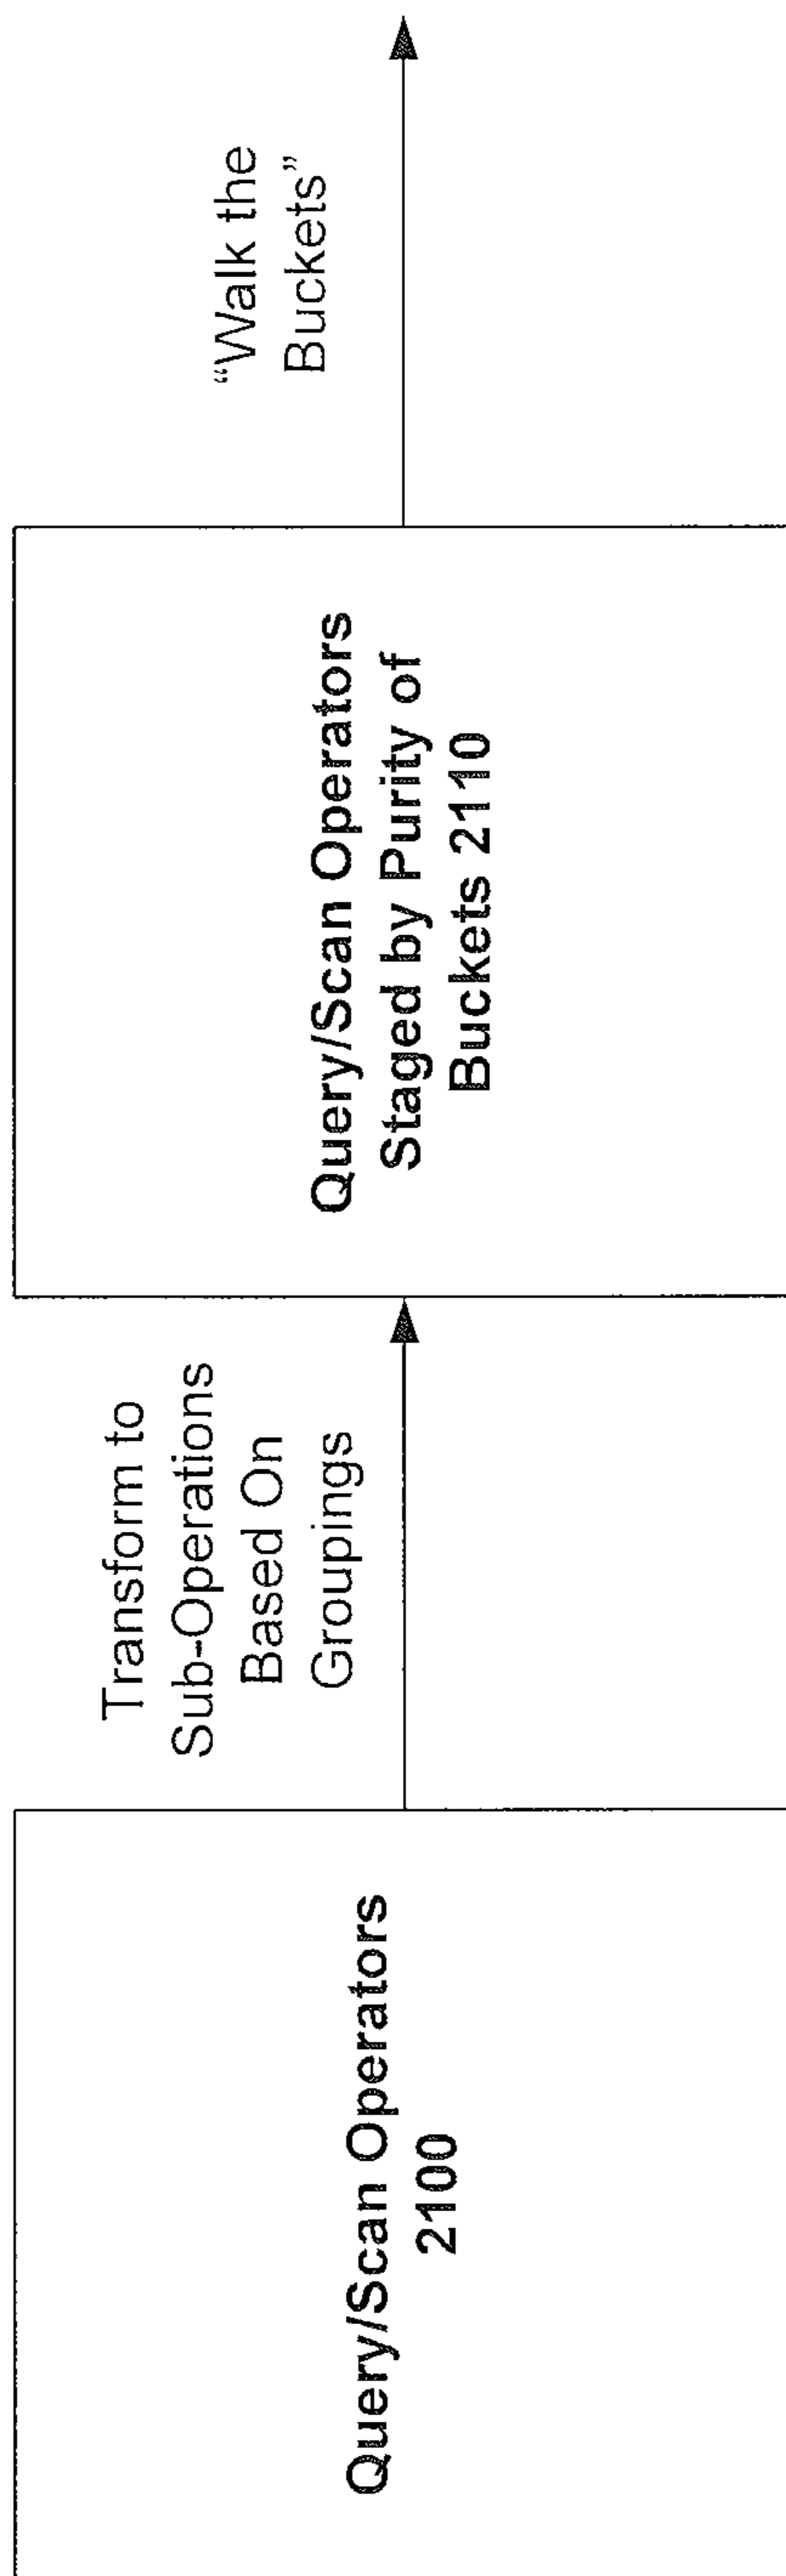 Query/Scan Operators
2100
Transform to
Sub-Operations
Based On
Groupings
Query/Scan Operators
Staged by Purity of
Buckets 2110
“Walk the
Buckets”